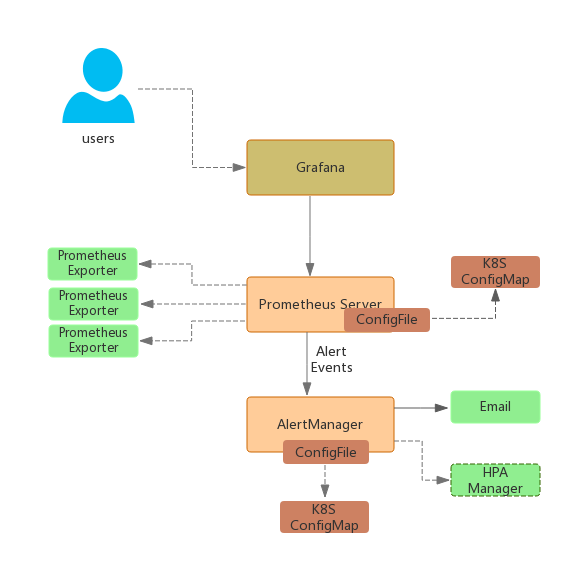 users
Grafana
Prometheus
Exporter
K8S
ConfigMap
Prometheus
Exporter
Prometheus Server
ConfigFile
Prometheus
Exporter
Alert
Events
Email
AlertManager
ConfigFile
HPA
Manager
K8S
ConfigMap